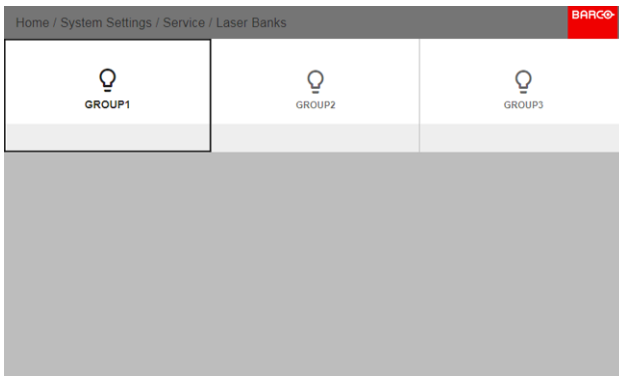 Home / System Settings / Service / Laser Banks
BARCO
GROUP1
GROUP2
GROUP3